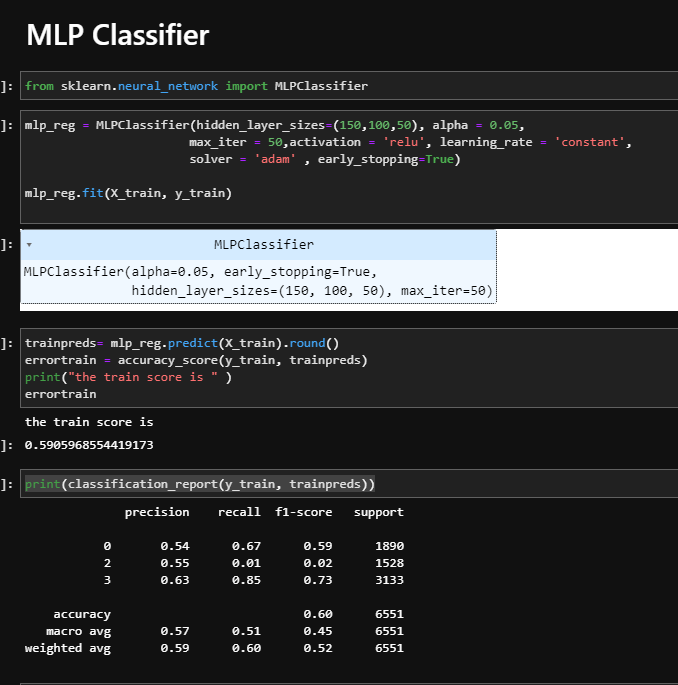 MLP Classifier
]: from sklearn.neural_network import MLPClassifier
]: mlp_reg = MLPClassifier(hidden_layer_sizes=(150,100,50), alpha = 0.05,
max_iter = 50,activation = 'relu', learning_rate = 'constant',
solver = 'adam' , early_stopping=True)
mlp_reg.fit(X_train, y_train)
]: ▾ MLPClassifier
MLPClassifier(alpha=0.05, early_stopping=True,
hidden_layer_sizes=(150, 100, 50), max_iter=50)
]: trainpreds= mlp_reg.predict(X_train).round()
errortrain = accuracy_score(y_train, trainpreds)
print("the train score is " )
errortrain
the train score is
]: 0.5905968554419173
]: print(classification_report(y_train, trainpreds))
precision recall f1-score support
0 0.54 0.67 0.59 1890
2 0.55 0.01 0.02 1528
3 0.63 0.85 0.73 3133
accuracy 0.60 6551
macro avg 0.57 0.51 0.45 6551
weighted avg 0.59 0.60 0.52 6551